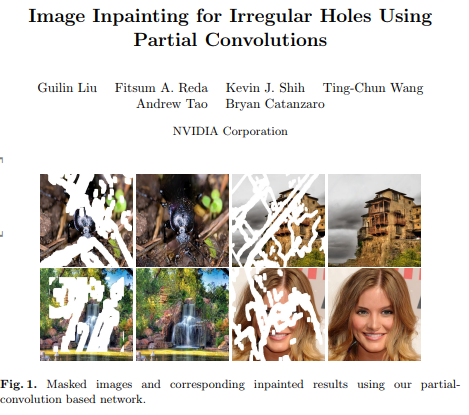 Image Inpainting for Irregular Holes Using
Partial Convolutions
Guilin Liu Fitsum A. Reda Kevin J. Shih Ting-Chun Wang
Andrew Tao Bryan Catanzaro
NVIDIA Corporation
Fig. 1. Masked images and corresponding inpainted results using our partial-
convolution based network.